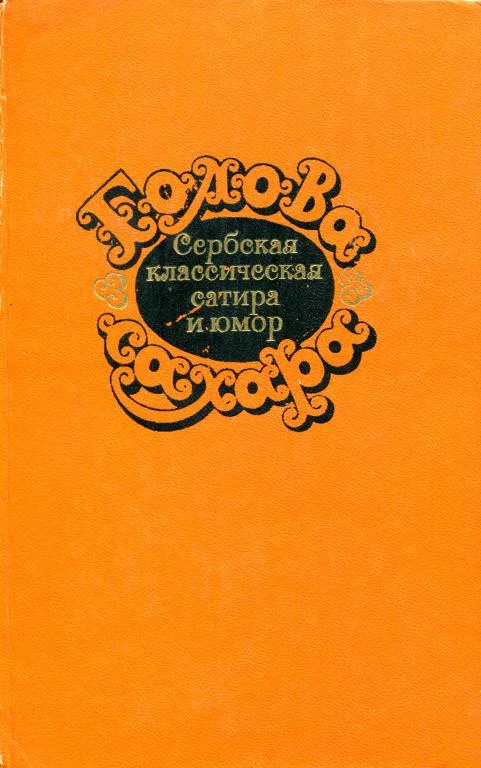 Голова
Сербская
классическая
сатира
и юмор
сахара